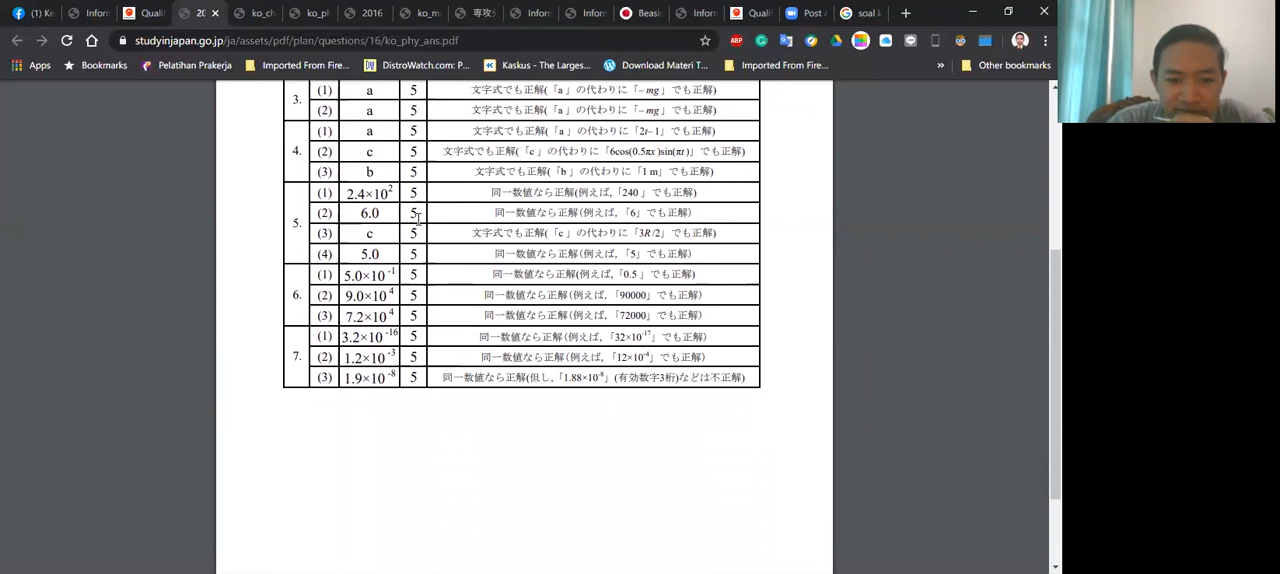 Ke
Inform
Qualif
20
ko_ch
ko_ph
2016
ko_m
専攻分
Inform
Inform
Beasis
Inform
Qualif
Post A
soal k
studyinjapan.go.jp/ja/assets/pdf/plan/questions/16/ko_phy_ans.pdf
Apps
Bookmarks
Pelatihan Prakerja
Imported From Fire...
DistroWatch.com: P...
Kaskus - The Larges...
Download Materi T...
Imported From Fire...
»
Other bookmarks
3. (1) a 5 文字式でも正解(「a 」の代わりに「– mg」でも正解)
(2) a 5 文字式でも正解(「a 」の代わりに「– mg」でも正解)
4. (1) a 5 文字式でも正解(「a 」の代わりに「2t–1」でも正解)
(2) c 5 文字式でも正解(「c 」の代わりに「6cos(0.5πx)sin(πt)」でも正解)
(3) b 5 文字式でも正解(「b 」の代わりに「1 m」でも正解)
5. (1) 2.4×10² 5 同一数値なら正解(例えば,「240 」でも正解)
(2) 6.0 5 同一数値なら正解(例えば,「6」でも正解)
(3) c 5 文字式でも正解(「c 」の代わりに「3R/2」でも正解)
(4) 5.0 5 同一数値なら正解(例えば,「5」でも正解)
6. (1) 5.0×10⁻¹ 5 同一数値なら正解(例えば,「0.5 」でも正解)
(2) 9.0×10⁴ 5 同一数値なら正解(例えば,「90000」でも正解)
(3) 7.2×10⁴ 5 同一数値なら正解(例えば,「72000」でも正解)
7. (1) 3.2×10⁻¹⁶ 5 同一数値なら正解(例えば,「32×10⁻¹⁷」でも正解)
(2) 1.2×10⁻³ 5 同一数値なら正解(例えば,「12×10⁻⁴」でも正解)
(3) 1.9×10⁻⁸ 5 同一数値なら正解(但し,「1.88×10⁻⁸」(有効数字3桁)などは不正解)